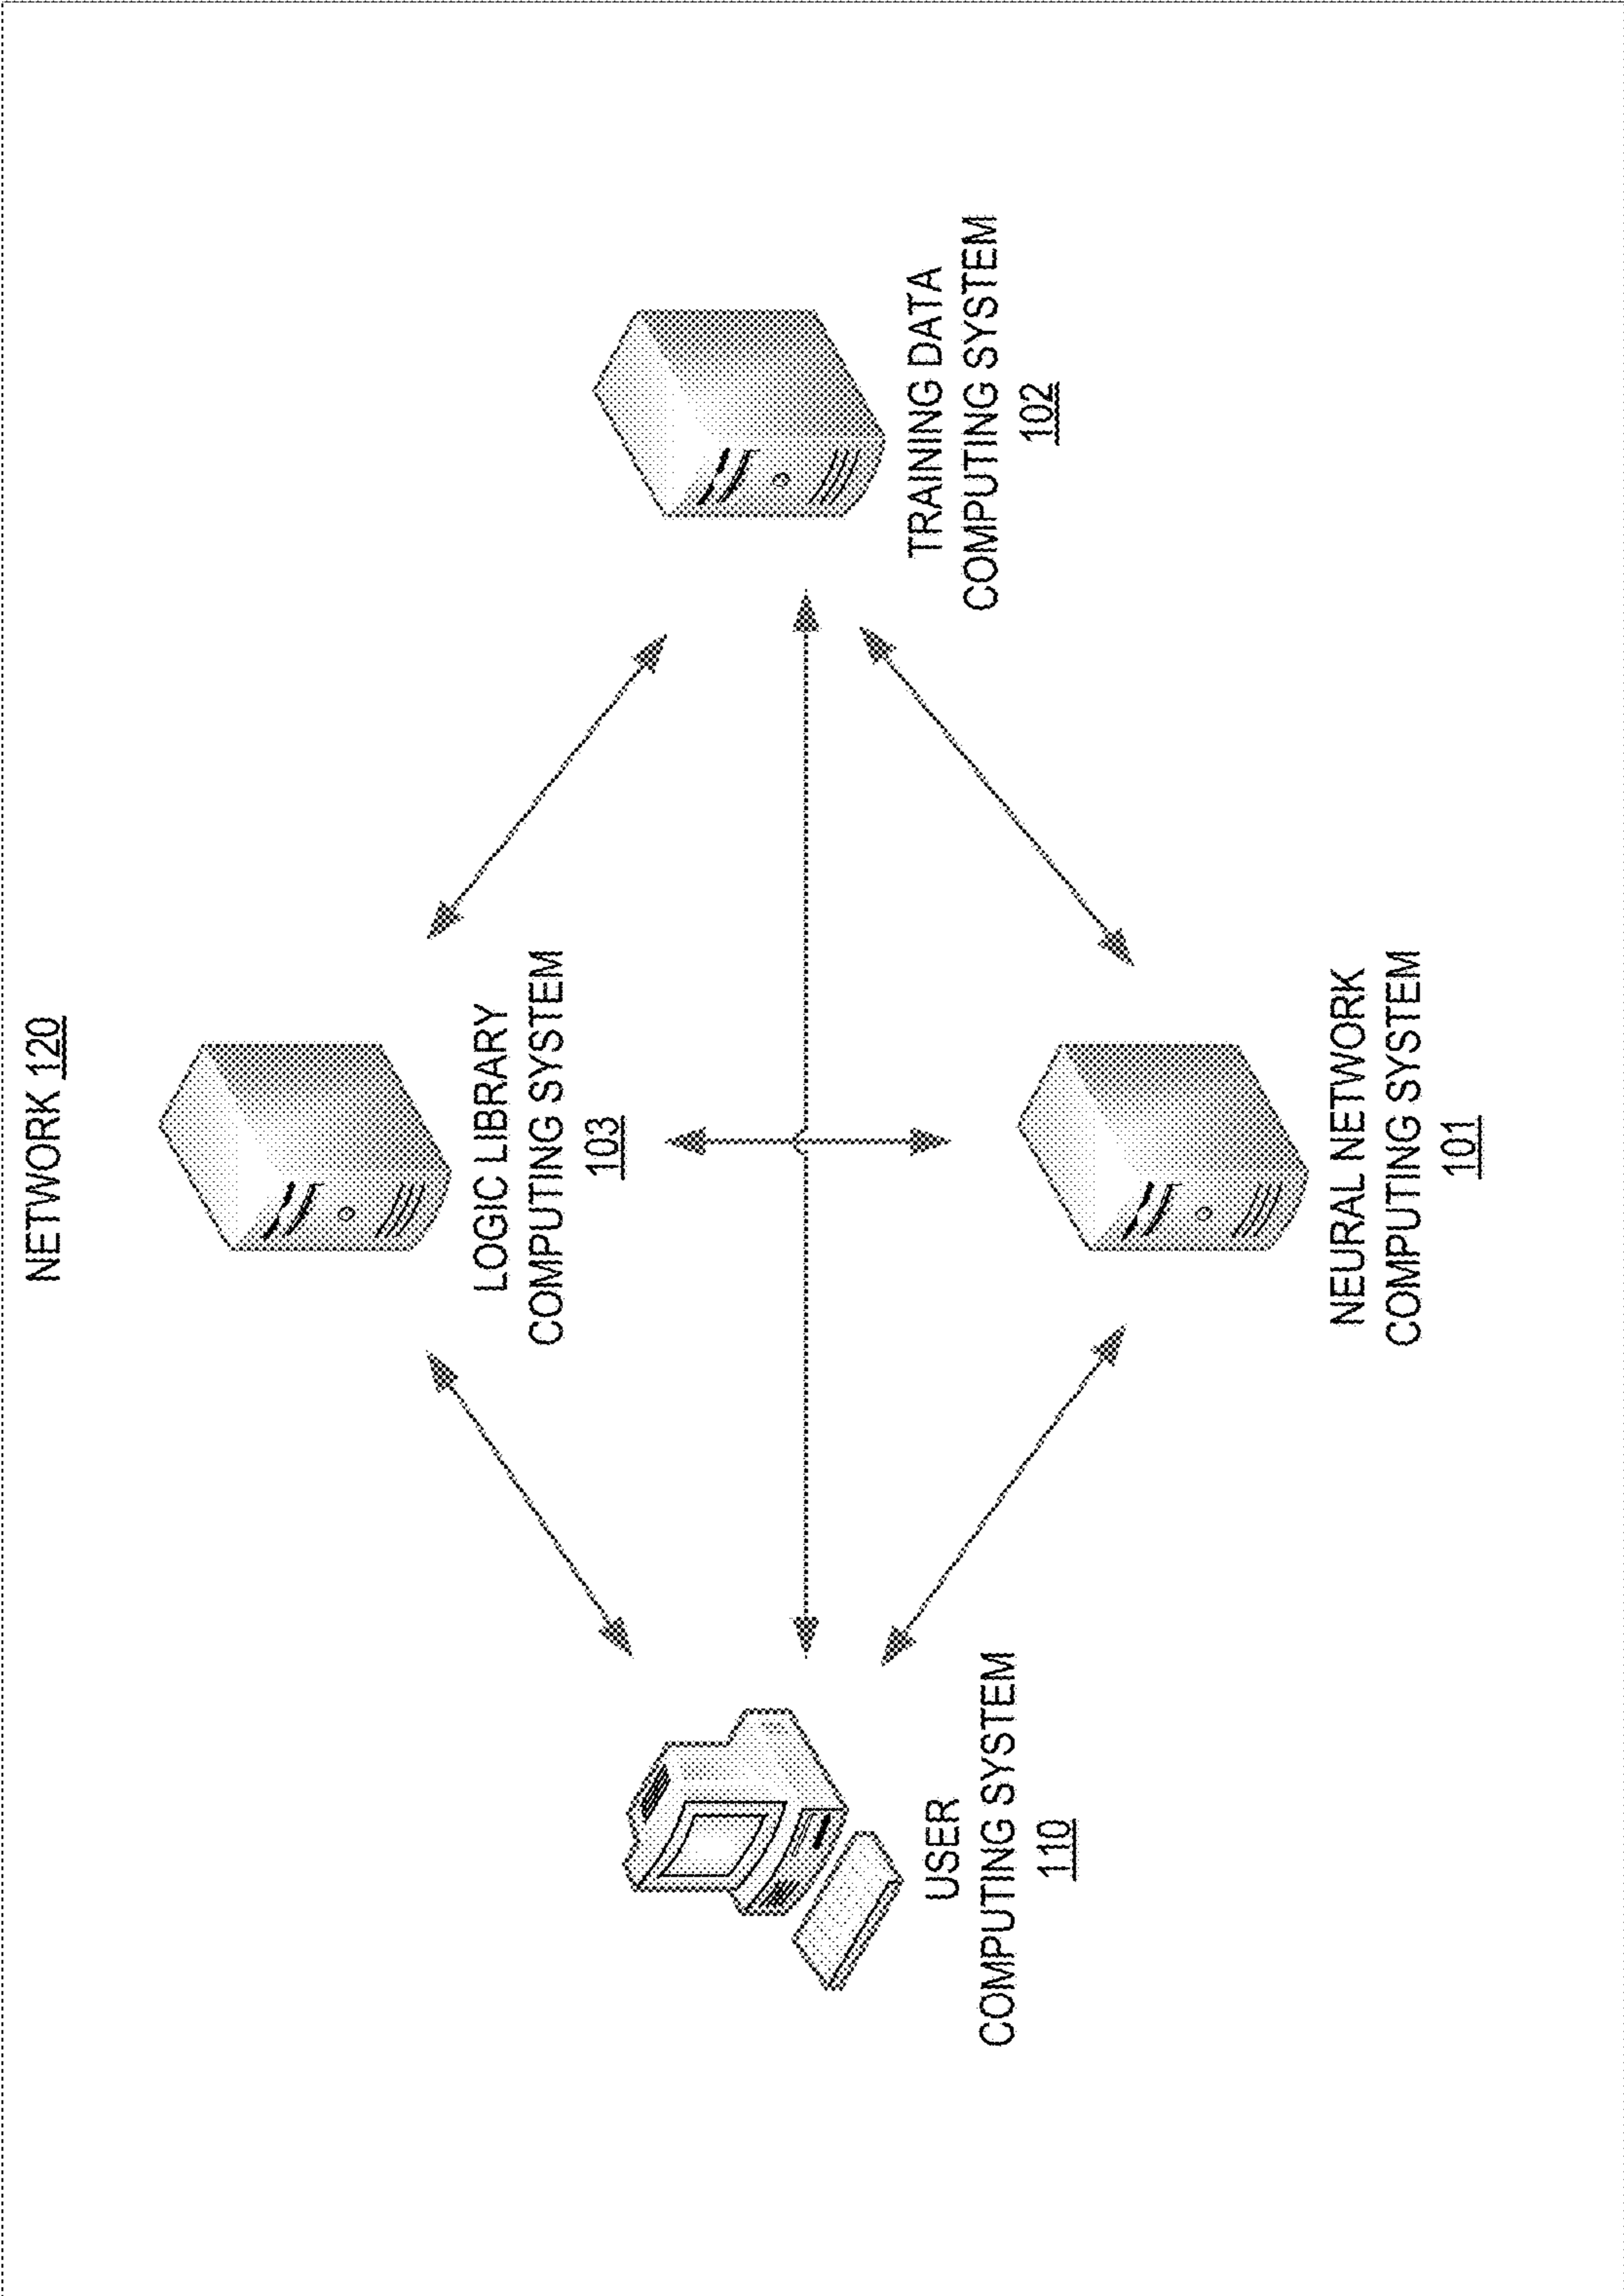 NETWORK 120
LOGIC LIBRARY
COMPUTING SYSTEM
103
USER
COMPUTING SYSTEM
110
TRAINING DATA
COMPUTING SYSTEM
102
NEURAL NETWORK
COMPUTING SYSTEM
101